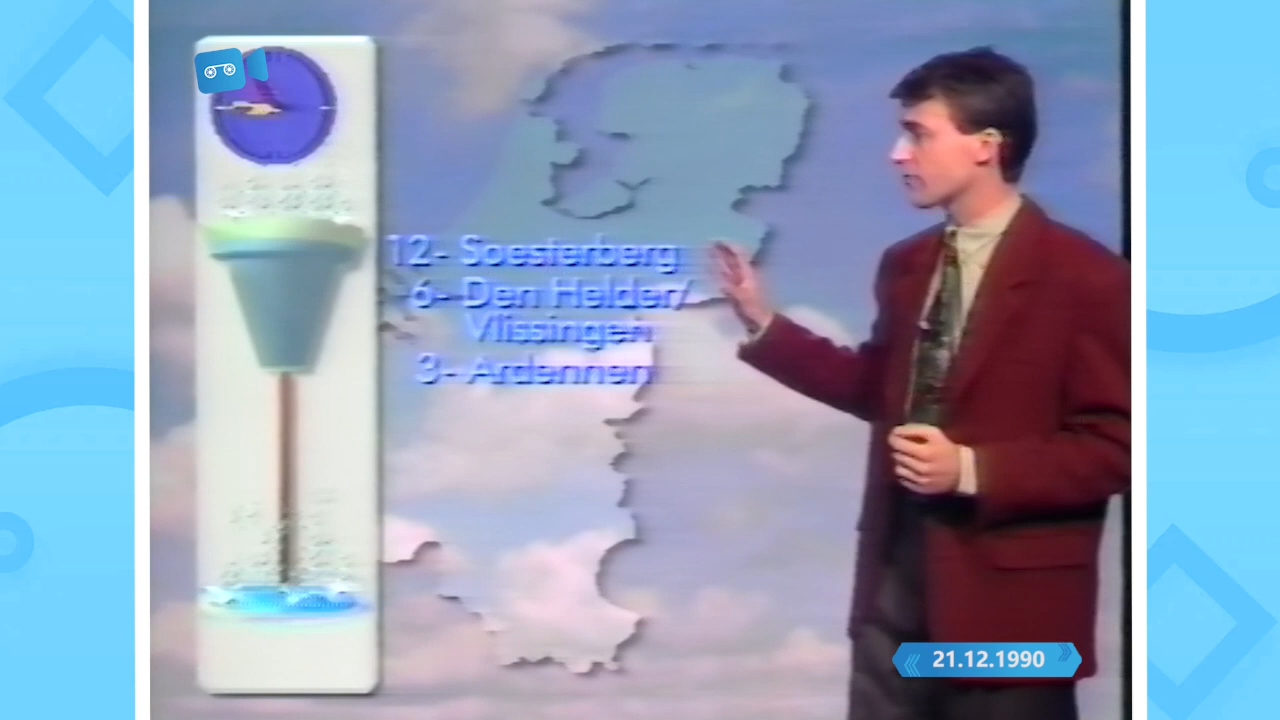 12- Soesterberg
6- Den Helder/
Vlissingen
3- Ardennen
21.12.1990